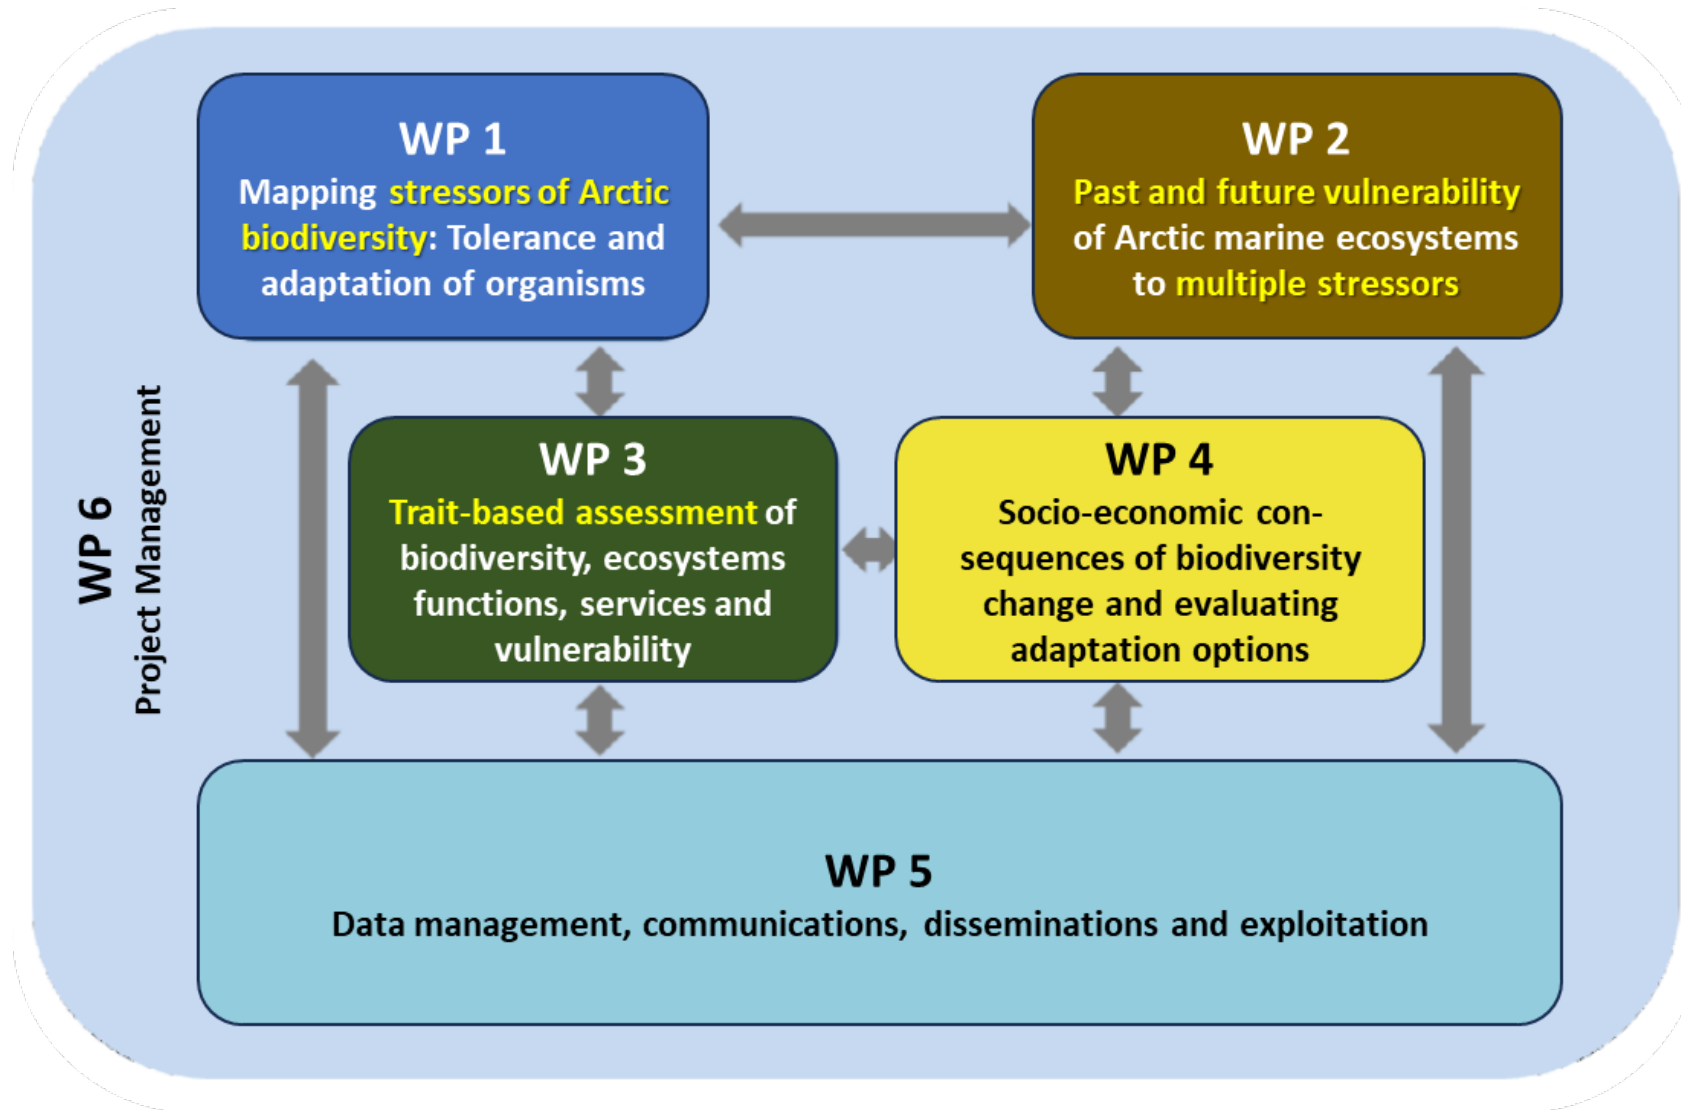 WP 1
Mapping stressors of Arctic
biodiversity: Tolerance and
adaptation of organisms
WP 2
Past and future vulnerability
of Arctic marine ecosystems
to multiple stressors
WP 3
Trait-based assessment of
biodiversity, ecosystems
functions, services and
vulnerability
WP 4
Socio-economic con-
sequences of biodiversity
change and evaluating
adaptation options
WP 6
Project Management
WP 5
Data management, communications, disseminations and exploitation